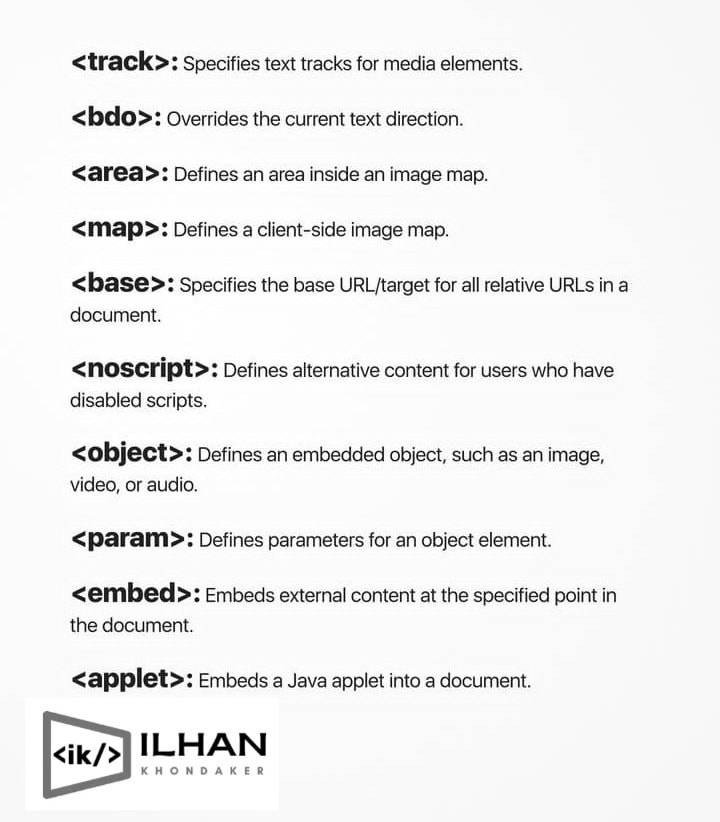 <track>: Specifies text tracks for media elements.
<bdo>: Overrides the current text direction.
<area>: Defines an area inside an image map.
<map>: Defines a client-side image map.
<base>: Specifies the base URL/target for all relative URLs in a
document.
<noscript>: Defines alternative content for users who have
disabled scripts.
<object>: Defines an embedded object, such as an image,
video, or audio.
<param>: Defines parameters for an object element.
<embed>: Embeds external content at the specified point in
the document.
<applet>: Embeds a Java applet into a document.
<ik/>
ILHAN
KHONDAKER